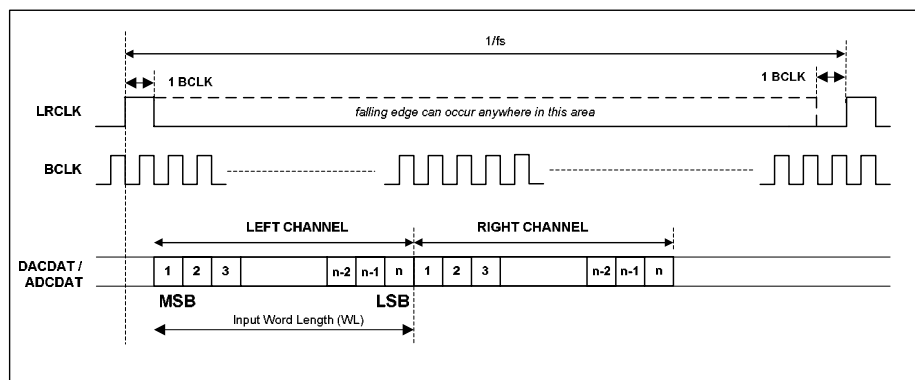 1/fs
1 BCLK
1 BCLK
LRCLK
falling edge can occur anywhere in this area
BCLK
LEFT CHANNEL
RIGHT CHANNEL
DACDAT /
ADCDAT
1 2 3 n-2 n-1 n 1 2 3 n-2 n-1 n
MSB
LSB
Input Word Length (WL)